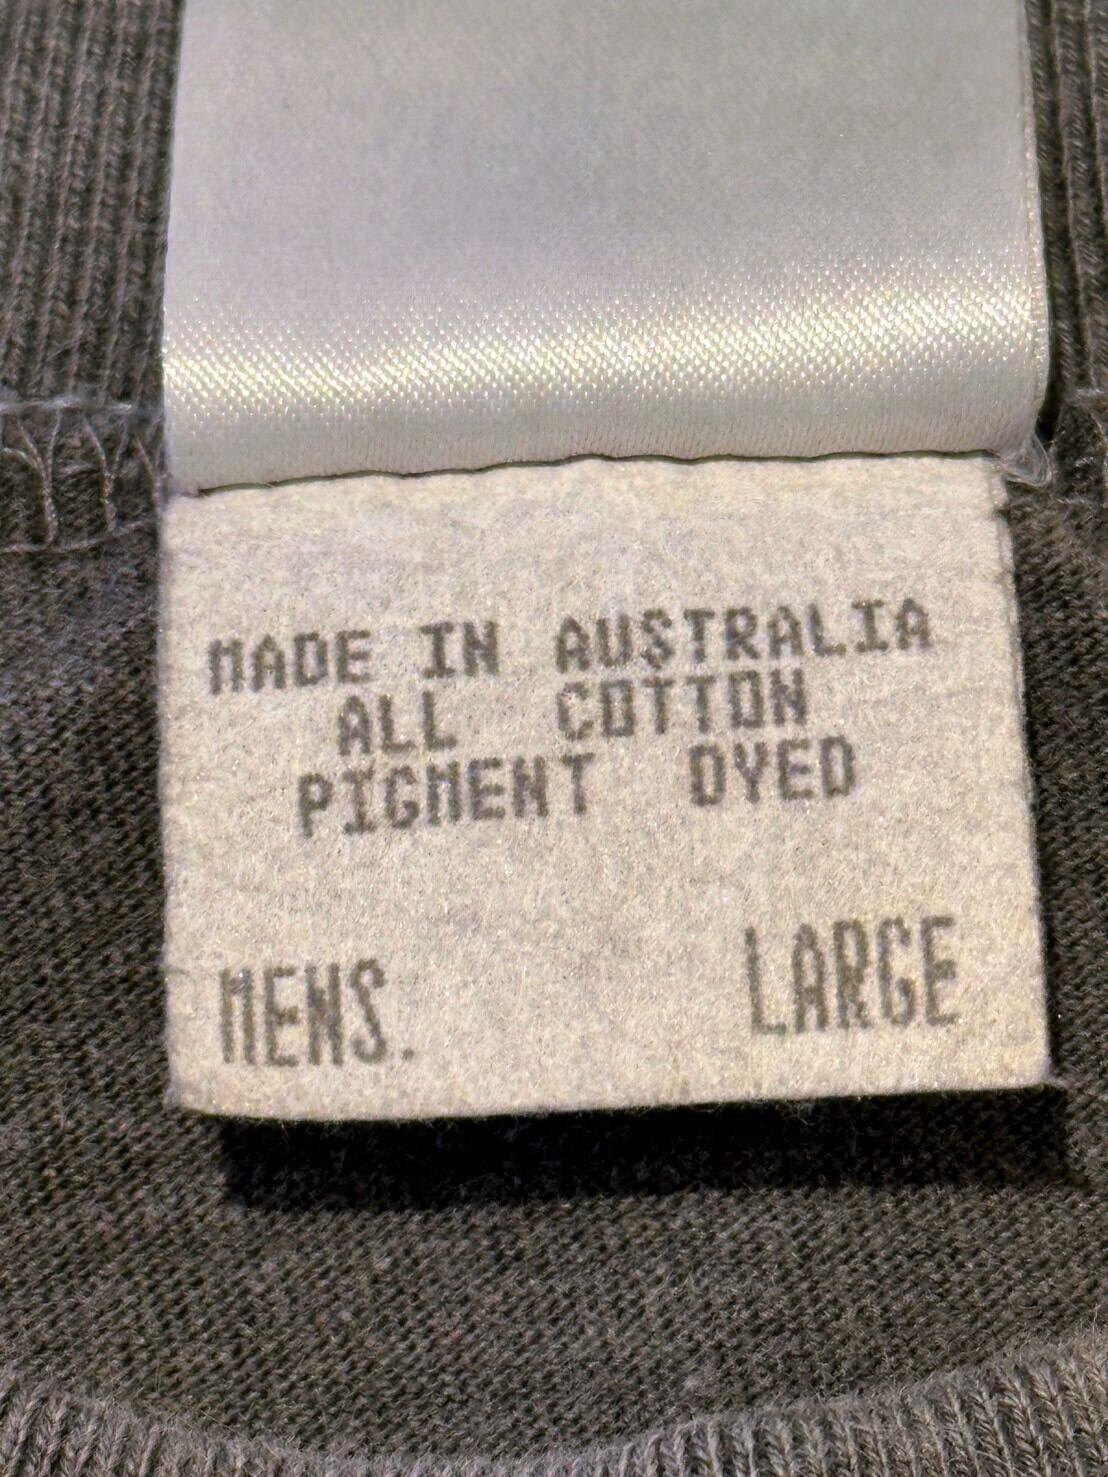 MADE IN AUSTRALIA
ALL COTTON
PIGMENT DYED
MENS. LARGE